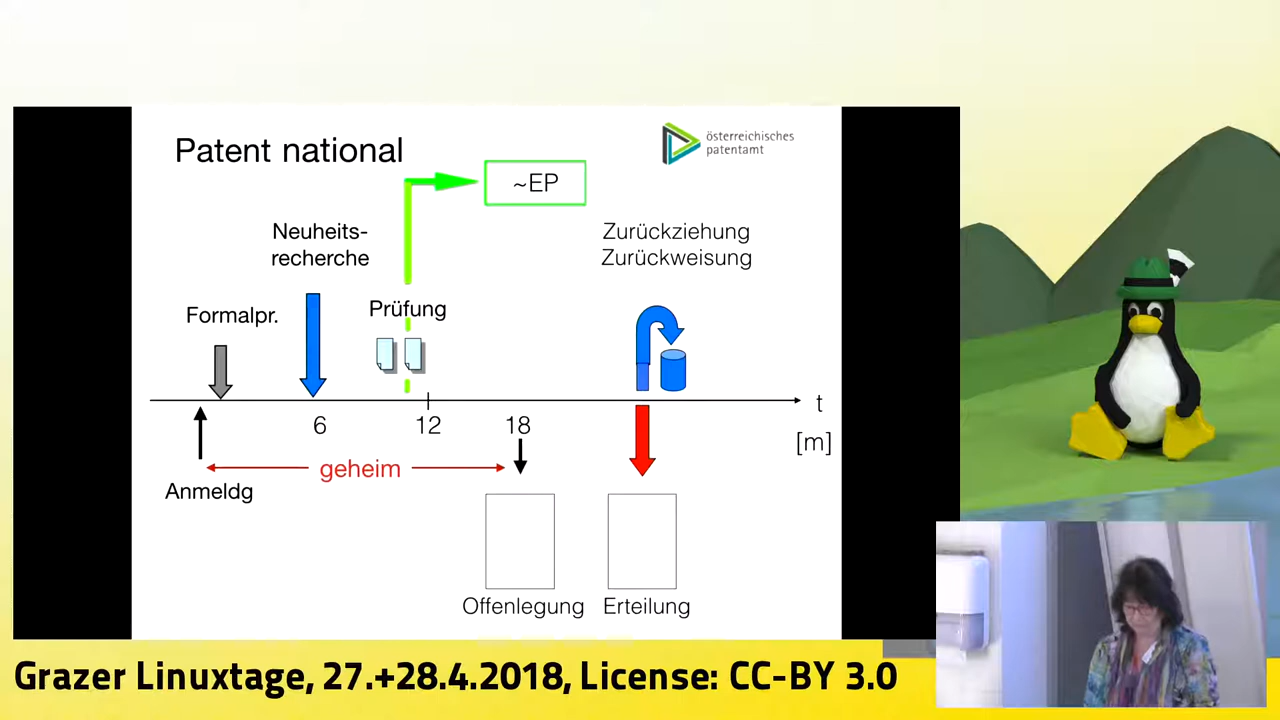 Patent national
österreichisches
patentamt
~EP
Neuheits-
recherche
Zurückziehung
Zurückweisung
Formalpr.
Prüfung
t
6
12
18
[m]
geheim
Anmeldg
Offenlegung
Erteilung
Grazer Linuxtage, 27.+28.4.2018, License: CC-BY 3.0